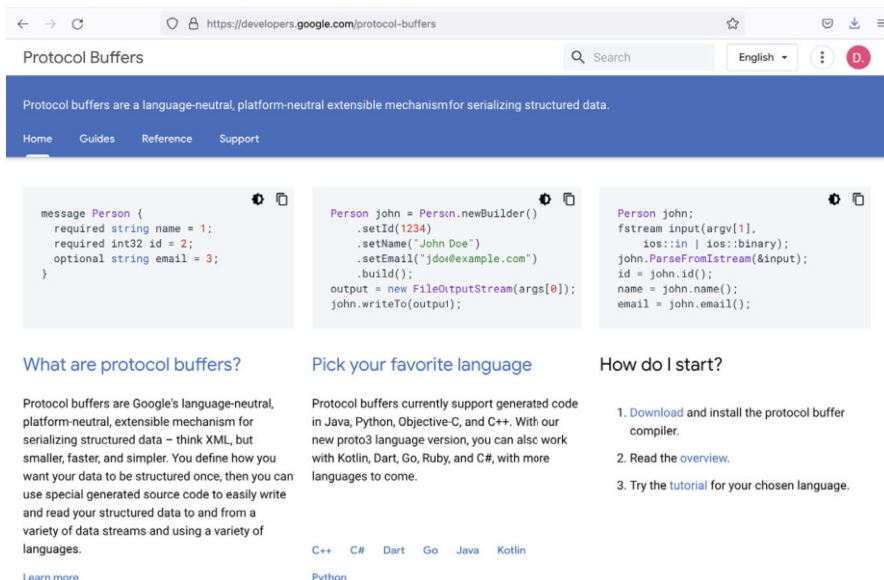 https://developers.google.com/protocol-buffers
Protocol Buffers
Search
English
D.
Protocol buffers are a language-neutral, platform-neutral extensible mechanism for serializing structured data.
Home Guides Reference Support
message Person {
required string name = 1;
required int32 id = 2;
optional string email = 3;
}
Person john = Person.newBuilder()
.setId(1234)
.setName("John Doe")
.setEmail("jdoe@example.com")
.build();
output = new FileOutputStream(args[0]);
john.writeTo(output);
Person john;
fstream input(argv[1],
ios::in | ios::binary);
john.ParseFromIstream(&input);
id = john.id();
name = john.name();
email = john.email();
What are protocol buffers?
Protocol buffers are Google's language-neutral,
platform-neutral, extensible mechanism for
serializing structured data – think XML, but
smaller, faster, and simpler. You define how you
want your data to be structured once, then you can
use special generated source code to easily write
and read your structured data to and from a
variety of data streams and using a variety of
languages.
Learn more
Pick your favorite language
Protocol buffers currently support generated code
in Java, Python, Objective-C, and C++. With our
new proto3 language version, you can also work
with Kotlin, Dart, Go, Ruby, and C#, with more
languages to come.
C++ C# Dart Go Java Kotlin
Python
How do I start?
1. Download and install the protocol buffer
compiler.
2. Read the overview.
3. Try the tutorial for your chosen language.